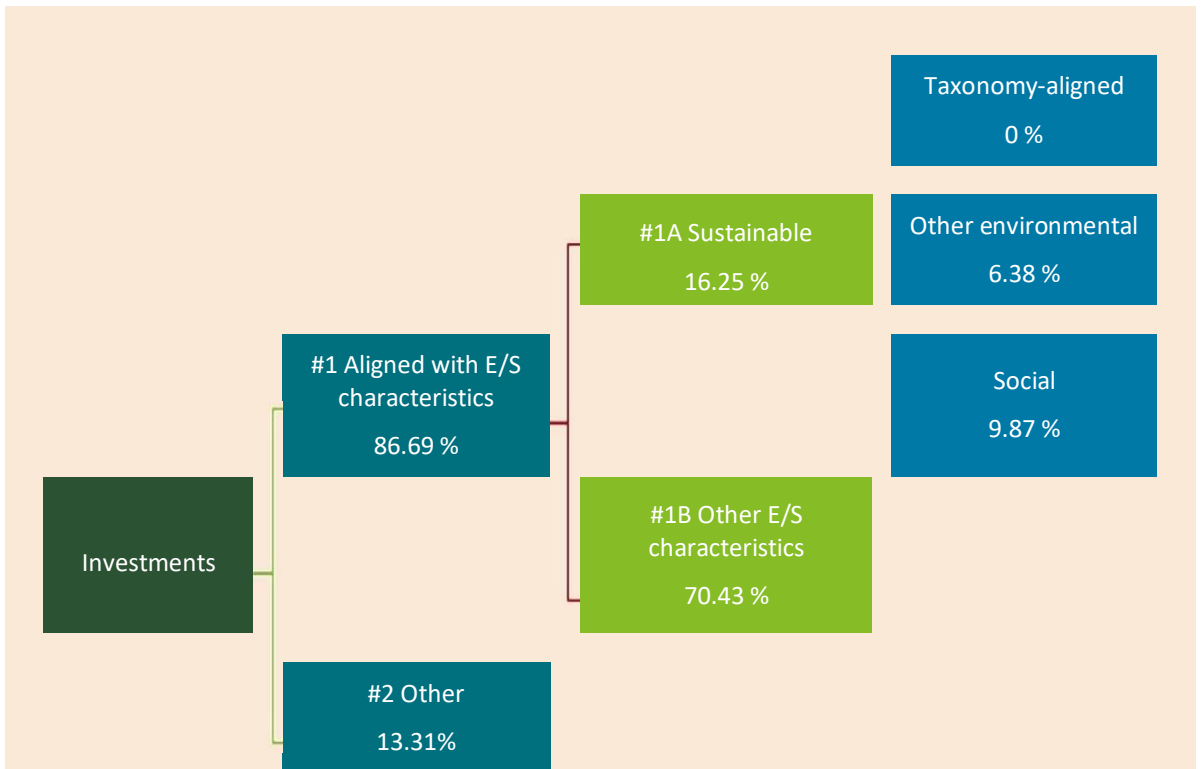 Taxonomy-aligned
0 %
#1A Sustainable
16.25 %
Other environmental
6.38 %
#1 Aligned with E/S
characteristics
86.69 %
Social
9.87 %
Investments
#1B Other E/S
characteristics
70.43 %
#2 Other
13.31%